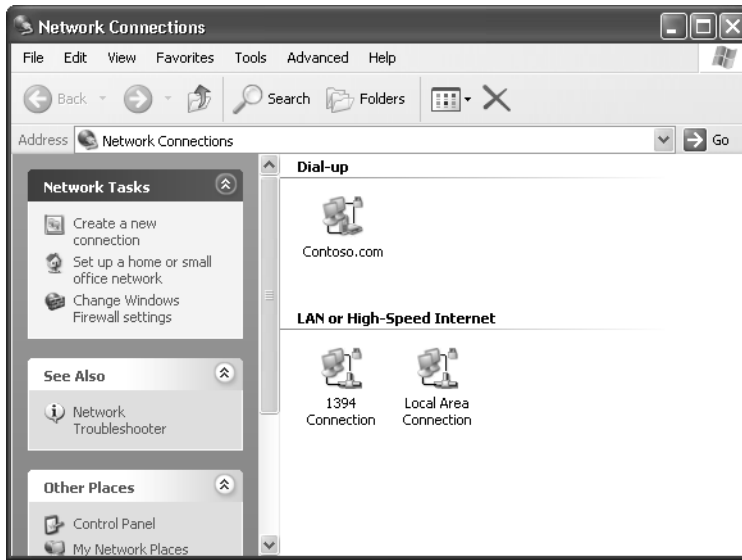 Network Connections
File Edit View Favorites Tools Advanced Help
Back Search Folders
Address Network Connections Go
Network Tasks
Create a new
connection
Set up a home or small
office network
Change Windows
Firewall settings
See Also
Network
Troubleshooter
Other Places
Control Panel
My Network Places
Dial-up
Contoso.com
LAN or High-Speed Internet
1394
Connection
Local Area
Connection